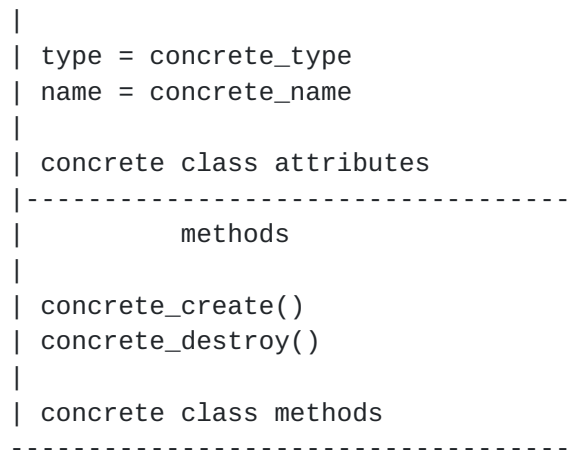 |
| type = concrete_type
| name = concrete_name
|
| concrete class attributes
|-----------------------------------
|          methods
|
| concrete_create()
| concrete_destroy()
|
| concrete class methods
------------------------------------